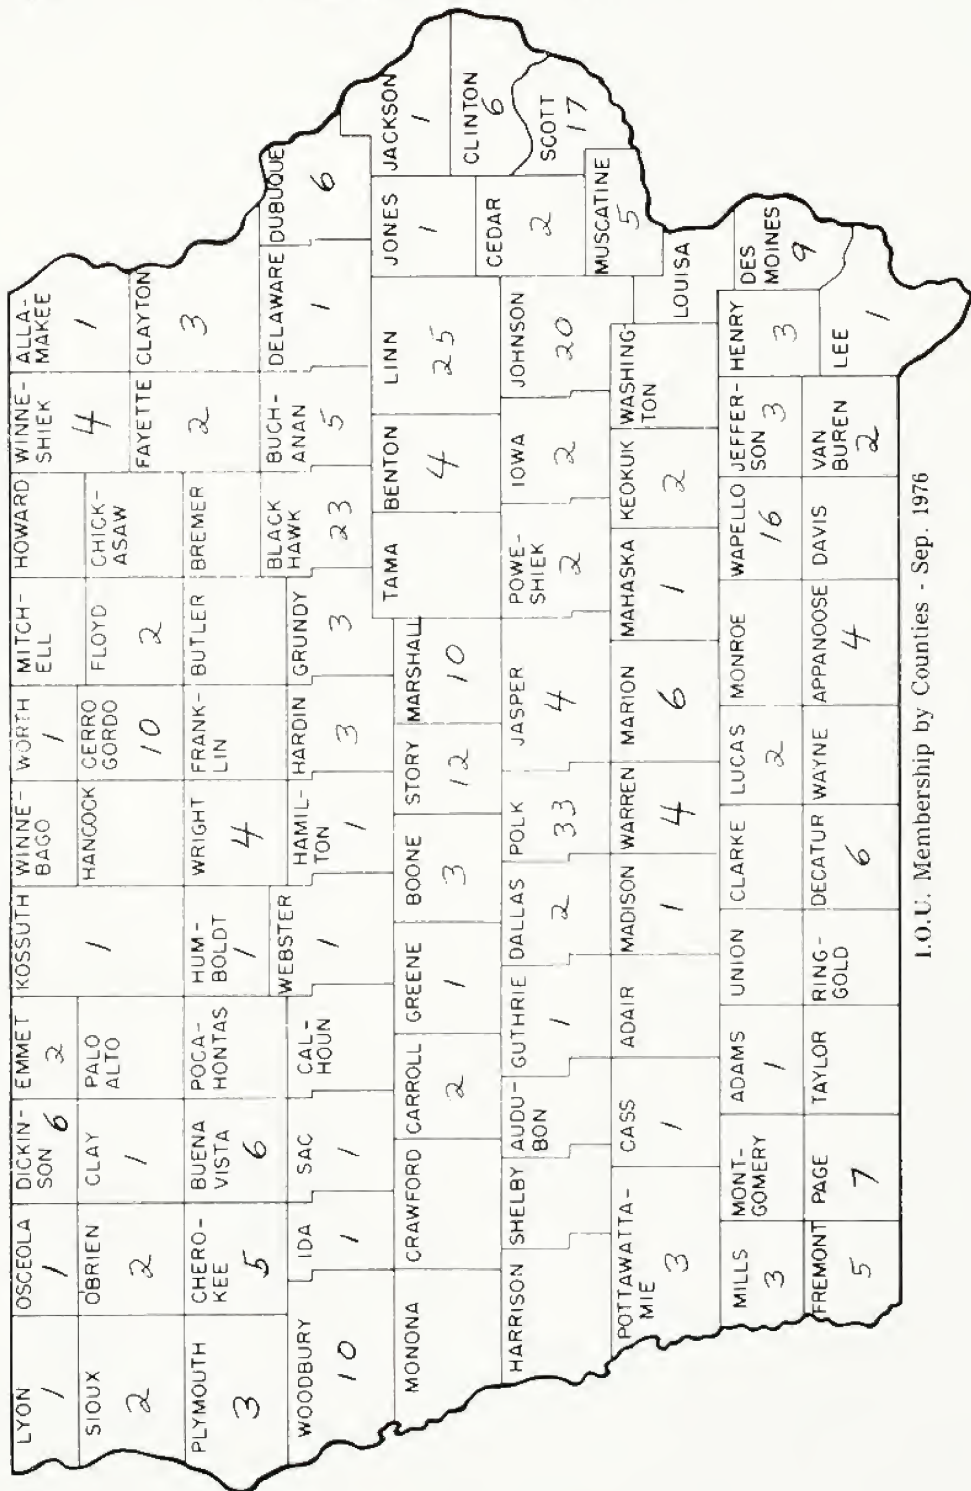 LYON
1
OSCEOLA
1
DICKIN-
SON 6
EMMET
2
KOSSUTH
1
WINNE-
BAGO
WORTH
1
MITCH-
ELL
HOWARD
WINNE-
SHIEK
4
ALLA-
MAKEE
1
SIOUX
2
OBRIEN
2
CLAY
1
PALO
ALTO
HANCOCK
CERRO
GORDO
10
FLOYD
2
CHICK-
ASAW
FAYETTE
2
CLAYTON
3
PLYMOUTH
3
CHERO-
KEE
5
BUENA
VISTA
6
POCA-
HONTAS
HUM-
BOLDT
1
WRIGHT
4
FRANK-
LIN
BUTLER
BREMER
WOODBURY
10
IDA
1
SAC
1
CAL-
HOUN
WEBSTER
1
HAMIL-
TON
1
HARDIN
3
GRUNDY
3
BLACK
HAWK
23
BUCH-
ANAN
5
DELAWARE
1
DUBUQUE
6
MONONA
CRAWFORD
CARROLL
2
GREENE
1
BOONE
3
STORY
12
MARSHALL
10
TAMA
BENTON
4
LINN
25
JONES
1
JACKSON
1
CLINTON
6
HARRISON
SHELBY
AUDU-
BON
GUTHRIE
1
DALLAS
2
POLK
33
JASPER
4
POWE-
SHIEK
2
IOWA
2
JOHNSON
20
CEDAR
2
SCOTT
17
MUSCATINE
5
POTTAWATTA-
MIE
3
CASS
1
ADAIR
MADISON
1
WARREN
4
MARION
6
MAHASKA
1
KEOKUK
2
WASHING-
TON
LOUISA
MILLS
3
MONT-
GOMERY
ADAMS
1
UNION
CLARKE
LUCAS
2
MONROE
WAPELLO
16
JEFFER-
SON 3
HENRY
3
DES
MOINES
9
FREMONT
5
PAGE
7
TAYLOR
RING-
GOLD
DECATUR
6
WAYNE
APPANOOSE
4
DAVIS
VAN
BUREN
2
LEE
1
I.O.U. Membership by Counties - Sep. 1976